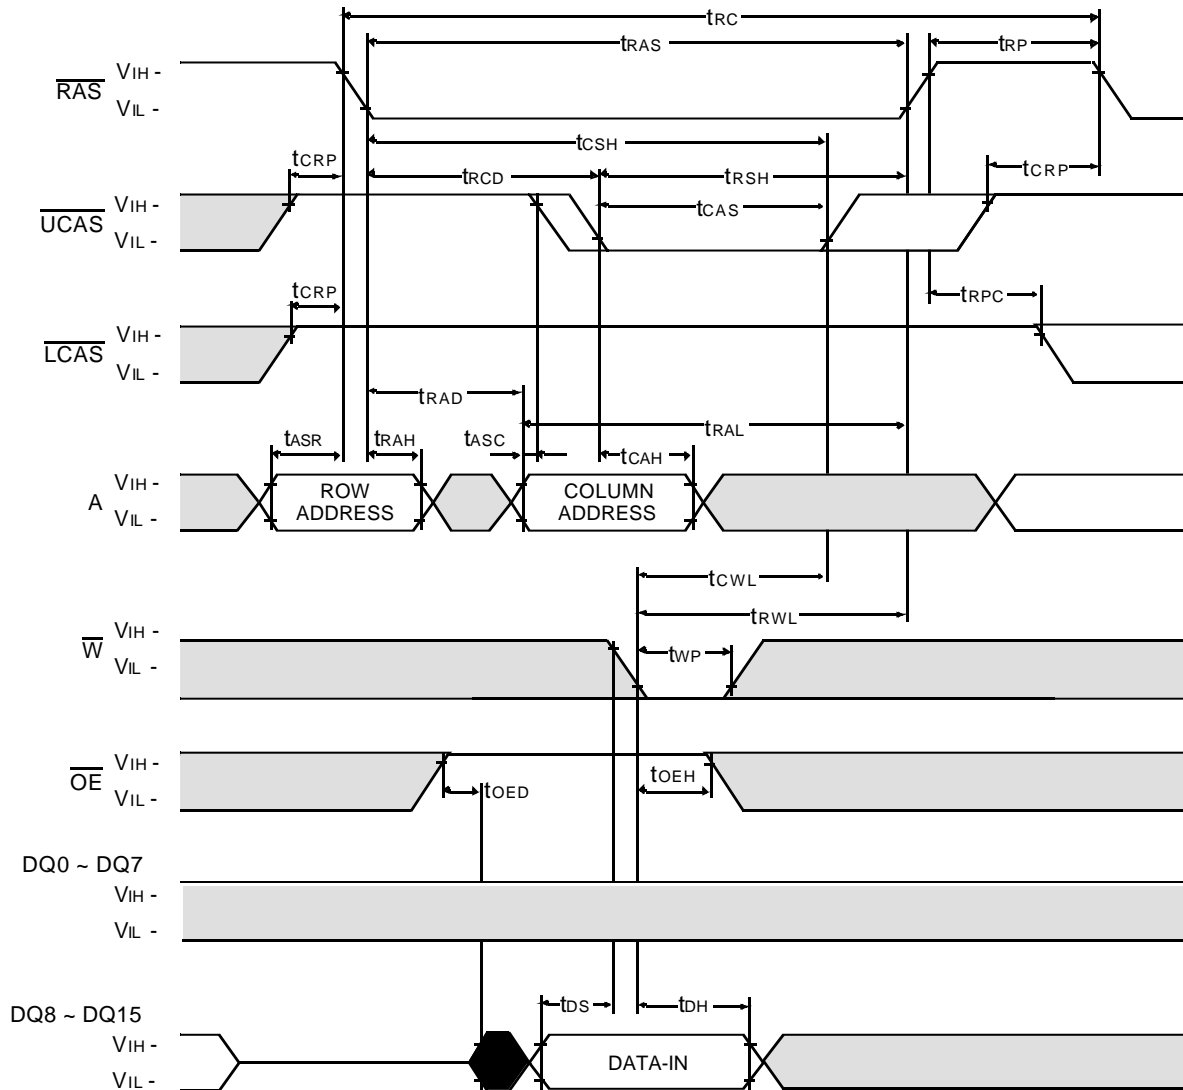 tRC
tRAS
tRP
RAS
VIH -
VIL -
tCSH
tCRP
tRCD
tRSH
tCRP
UCAS
VIH -
VIL -
tCAS
tCRP
tRPC
LCAS
VIH -
VIL -
tRAD
tRAL
tASR
tRAH
tASC
tCAH
A
VIH -
VIL -
ROW
ADDRESS
COLUMN
ADDRESS
tCWL
tRWL
W
VIH -
VIL -
tWP
OE
VIH -
VIL -
tOED
tOEH
DQ0 ~ DQ7
VIH -
VIL -
tDS
tDH
DQ8 ~ DQ15
VIH -
VIL -
DATA-IN